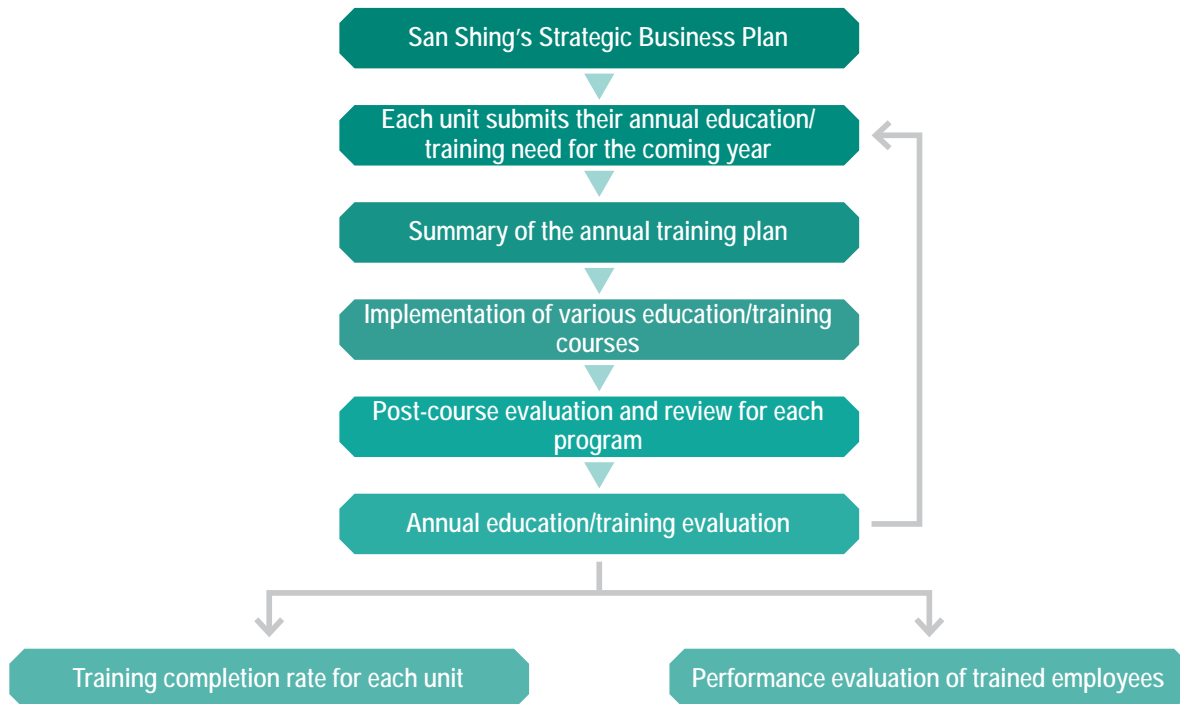 San Shing's Strategic Business Plan
Each unit submits their annual education/
training need for the coming year
Summary of the annual training plan
Implementation of various education/training
courses
Post-course evaluation and review for each
program
Annual education/training evaluation
Training completion rate for each unit
Performance evaluation of trained employees